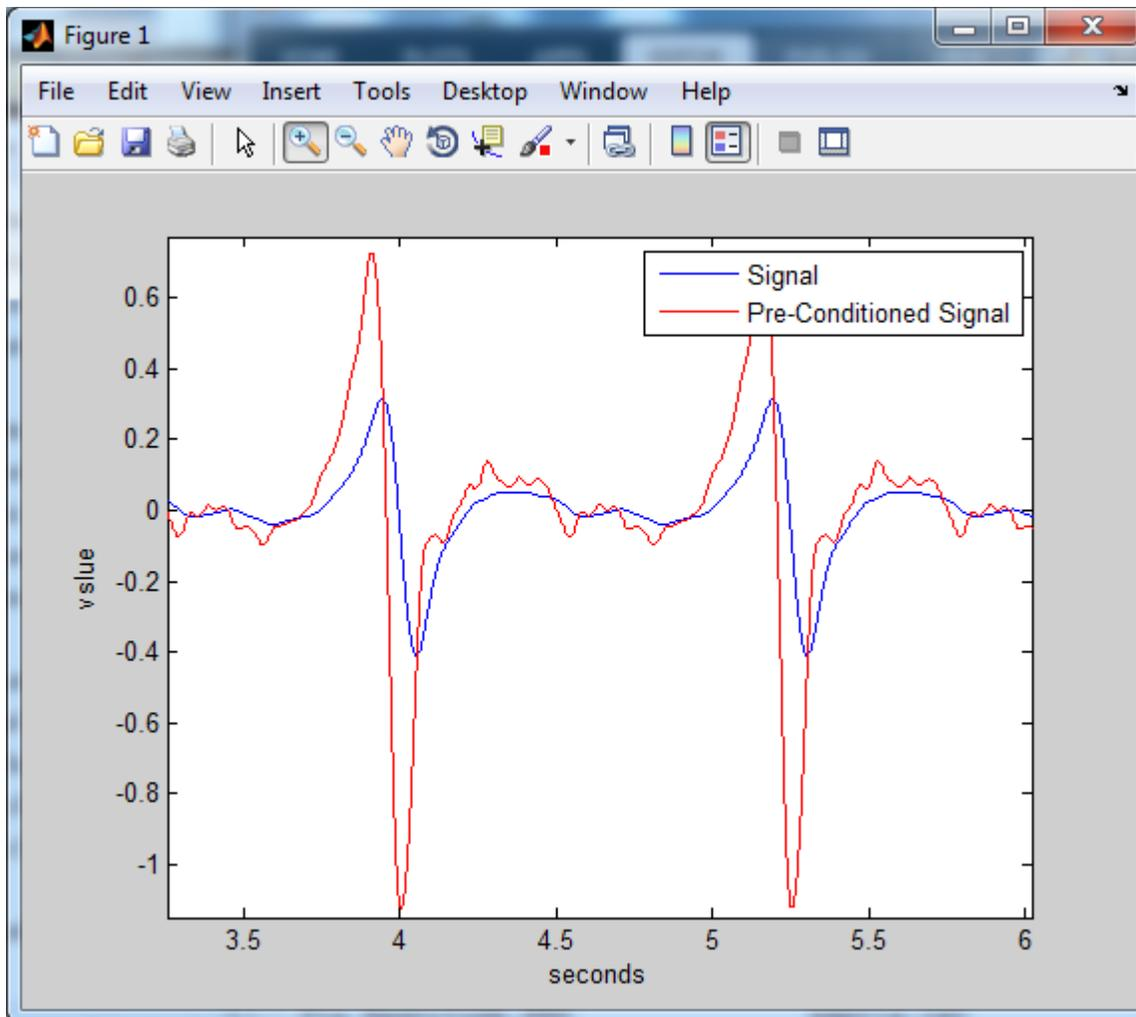 Figure 1
File Edit View Insert Tools Desktop Window Help
Signal
Pre-Conditioned Signal
0.6
0.4
0.2
0
-0.2
-0.4
-0.6
-0.8
-1
vslue
3.5 4 4.5 5 5.5 6
seconds